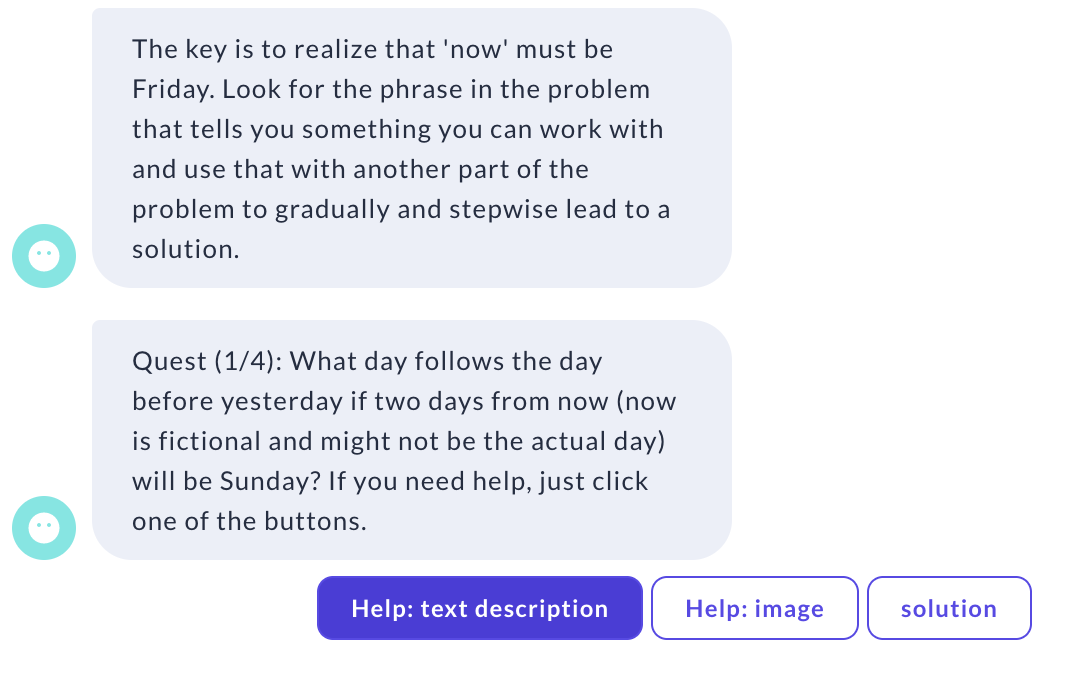 The key is to realize that 'now' must be
Friday. Look for the phrase in the problem
that tells you something you can work with
and use that with another part of the
problem to gradually and stepwise lead to a
solution.
Quest (1/4): What day follows the day
before yesterday if two days from now (now
is fictional and might not be the actual day)
will be Sunday? If you need help, just click
one of the buttons.
Help: text description
Help: image
solution